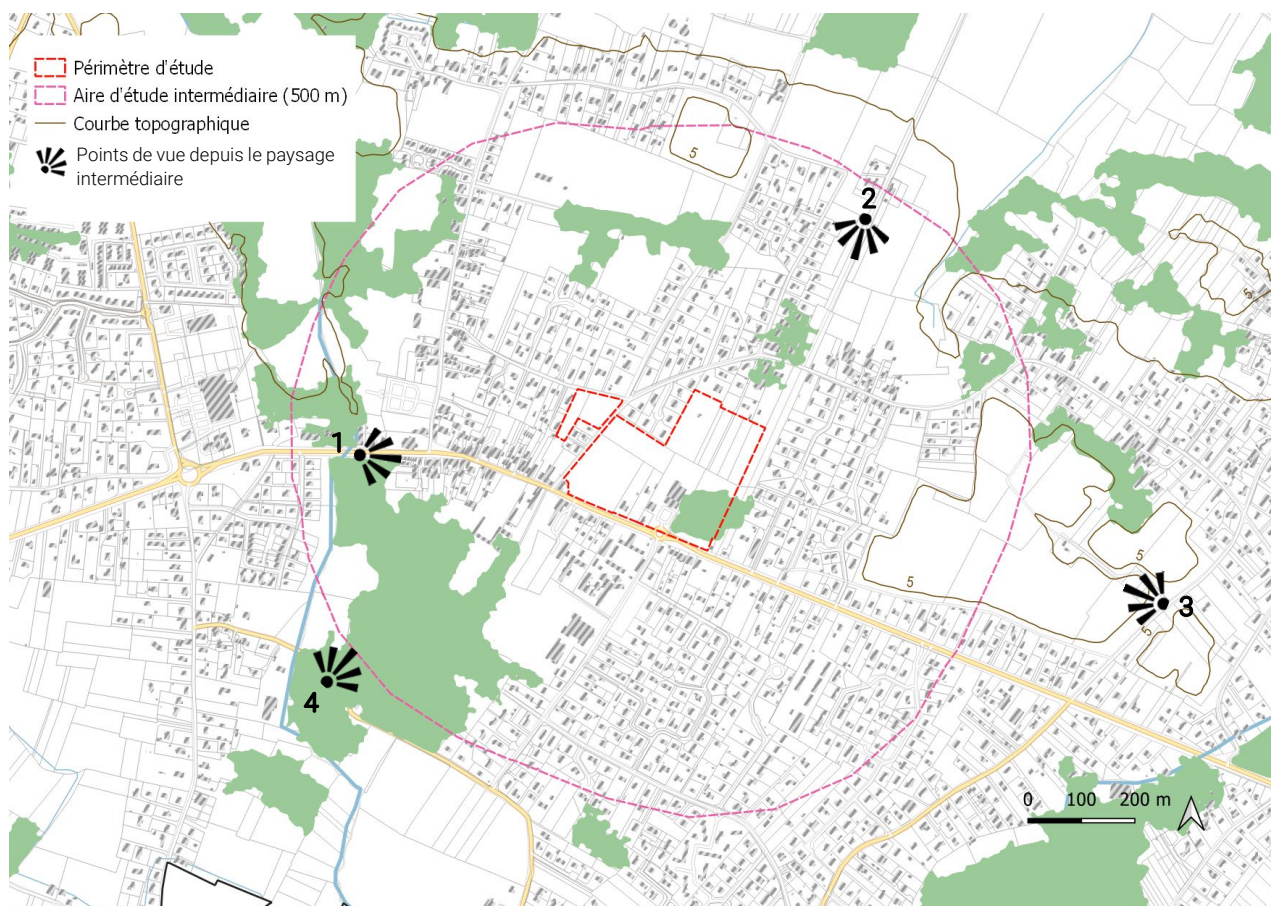 Périmètre d'étude
Aire d'étude intermédiaire (500 m)
Courbe topographique
Points de vue depuis le paysage
intermédiaire
5
2
5
1
5
5
3
5
4
0 100 200 m